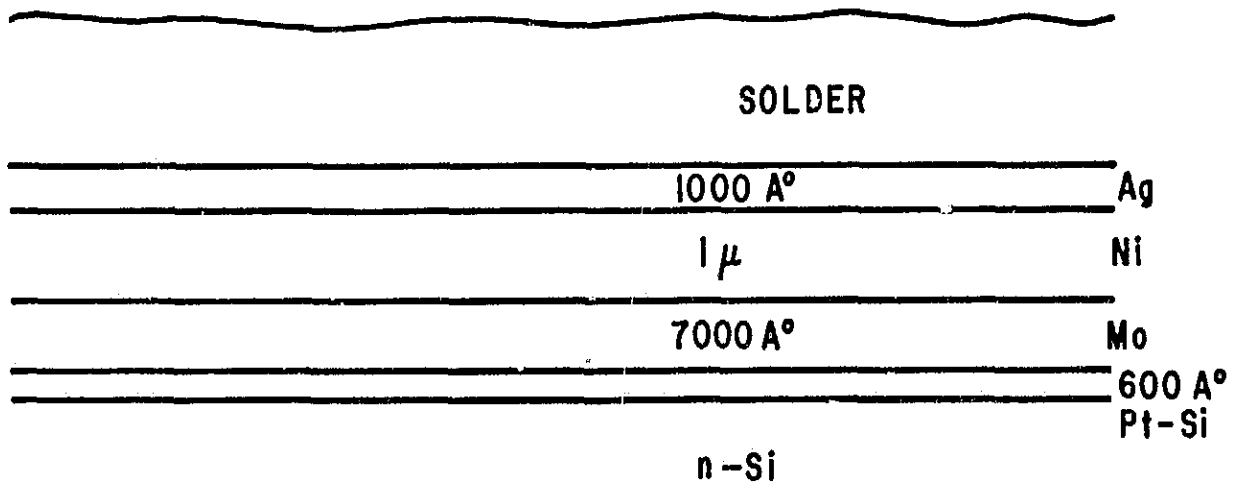 SOLDER
1000 A° Ag
1 μ Ni
7000 A° Mo
600 A°
Pt-Si
n-Si